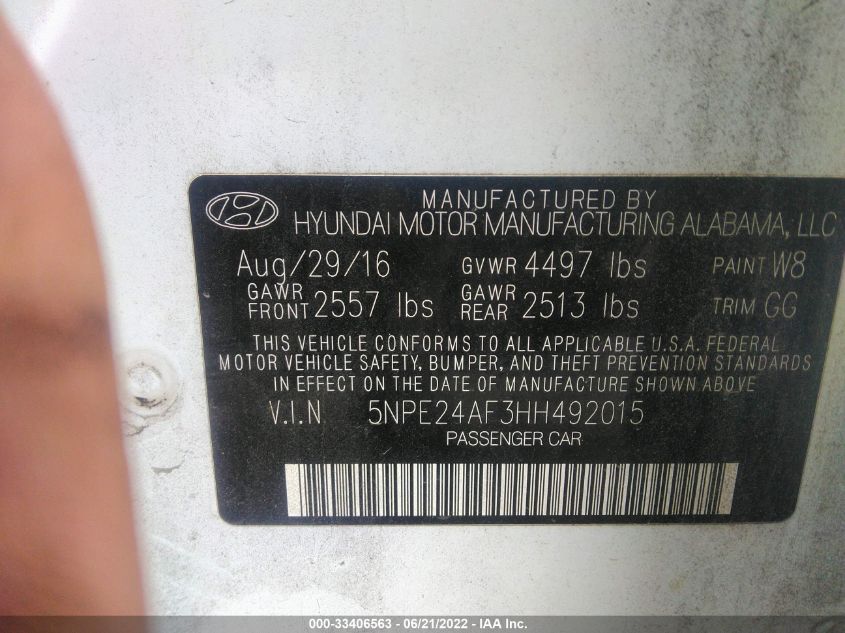 MANUFACTURED BY
HYUNDAI MOTOR MANUFACTURING ALABAMA, LLC
Aug/29/16 GVWR 4497 lbs PAINT W8
GAWR FRONT 2557 lbs GAWR REAR 2513 lbs TRIM GG
THIS VEHICLE CONFORMS TO ALL APPLICABLE U.S.A. FEDERAL
MOTOR VEHICLE SAFETY, BUMPER, AND THEFT PREVENTION STANDARDS
IN EFFECT ON THE DATE OF MANUFACTURE SHOWN ABOVE
V.I.N. 5NPE24AF3HH492015
PASSENGER CAR
000-33406563 - 06/21/2022 - IAA Inc.